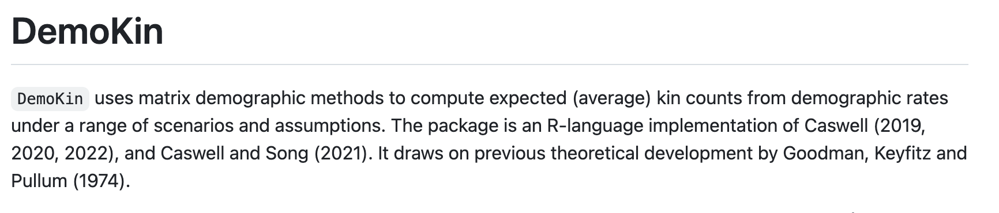 DemoKin
DemoKin uses matrix demographic methods to compute expected (average) kin counts from demographic rates
under a range of scenarios and assumptions. The package is an R-language implementation of Caswell (2019,
2020, 2022), and Caswell and Song (2021). It draws on previous theoretical development by Goodman, Keyfitz and
Pullum (1974).